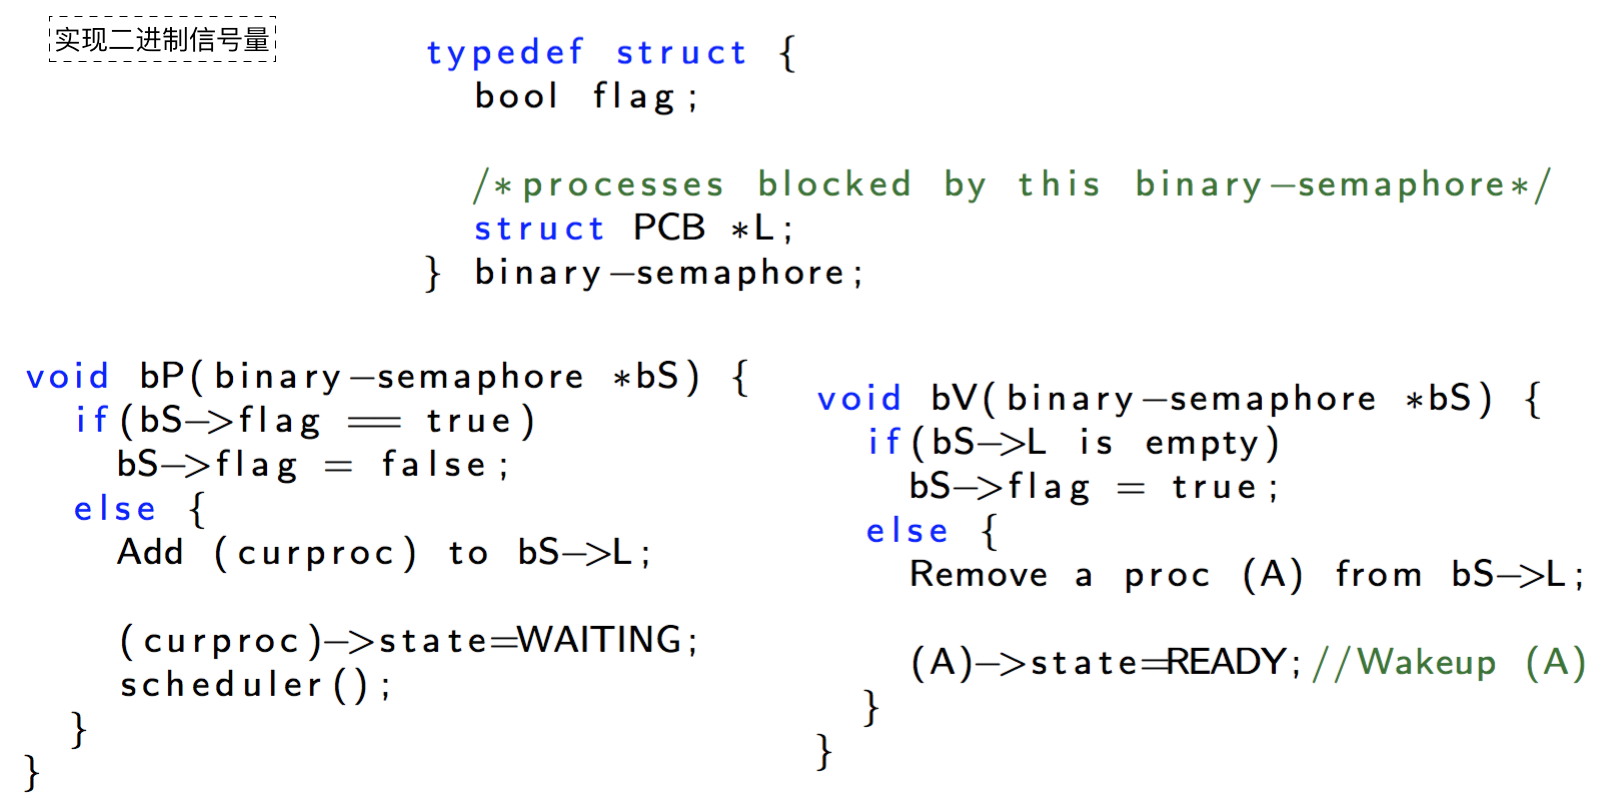 实现二进制信号量
typedef struct {
bool flag;
/*processes blocked by this binary-semaphore*/
struct PCB *L;
} binary-semaphore;
void bP(binary-semaphore *bS) {
if(bS->flag == true)
bS->flag = false;
else {
Add (curproc) to bS->L;
(curproc)->state=WAITING;
scheduler();
}
}
void bV(binary-semaphore *bS) {
if(bS->L is empty)
bS->flag = true;
else {
Remove a proc (A) from bS->L;
(A)->state=READY; //Wakeup (A)
}
}